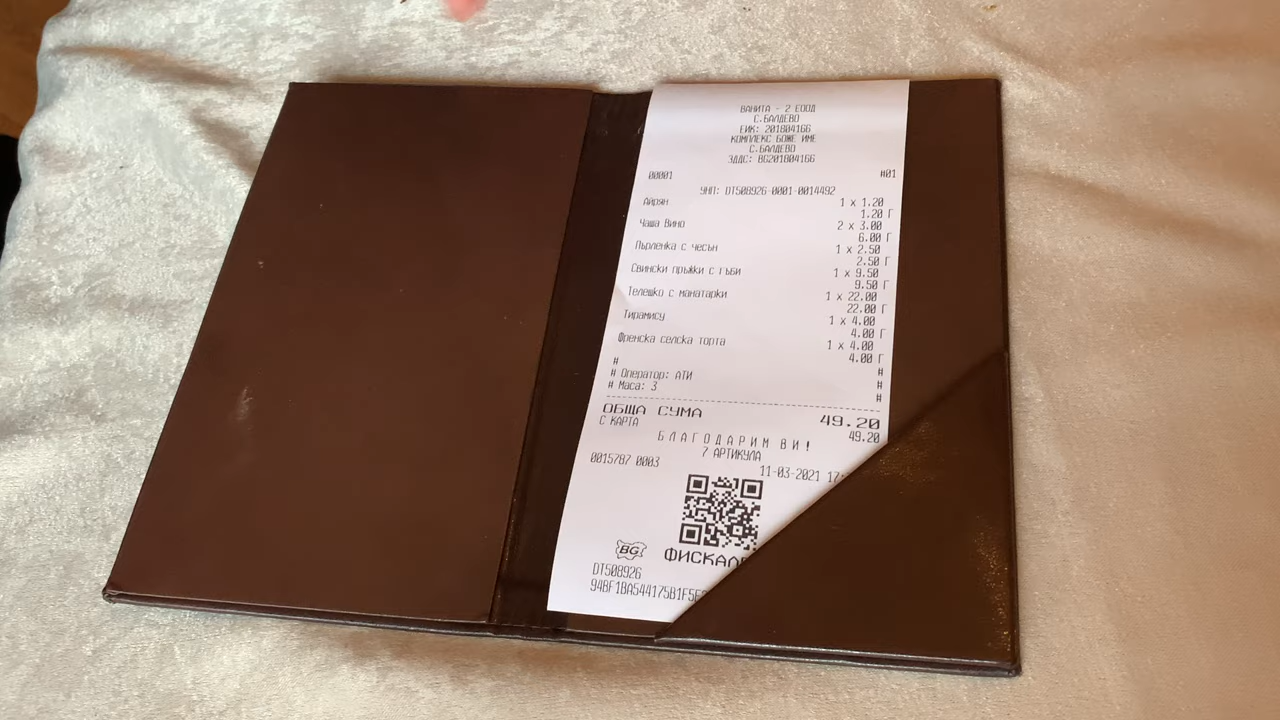 ВАНИТА - 2 ЕООД
С.БАЛДЕВО
ЕИК: 201804166
КОМПЛЕКС БОЖЕ ИМЕ
С.БАЛДЕВО
ЗДДС: BG201804166
00001 #01
УНП: DT508926-0001-0014492
Айрян 1 x 1.20
1.20 Г
Чаша Вино 2 x 3.00
6.00 Г
Пърленка с чесън 1 x 2.50
2.50 Г
Свински пръжки с гъби 1 x 9.50
9.50 Г
Телешко с манатарки 1 x 22.00
22.00 Г
Тирамису 1 x 4.00
4.00 Г
Френска селска торта 1 x 4.00
4.00 Г
# #
# Оператор: АТИ #
# Маса: 3 #
ОБЩА СУМА 49.20
С КАРТА 49.20
БЛАГОДАРИМ ВИ!
7 АРТИКУЛА
0015787 0003 11-03-2021 17:
BG ФИСКАЛ
DT508926
94BF1BA544175B1F5E